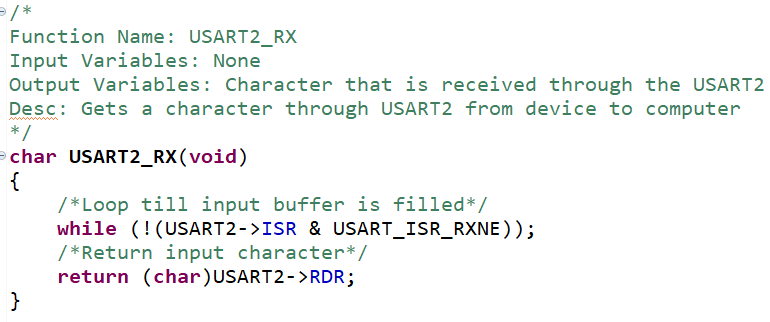 /*
Function Name: USART2_RX
Input Variables: None
Output Variables: Character that is received through the USART2
Desc: Gets a character through USART2 from device to computer
*/
char USART2_RX(void)
{
    /*Loop till input buffer is filled*/
    while (!(USART2->ISR & USART_ISR_RXNE));
    /*Return input character*/
    return (char)USART2->RDR;
}